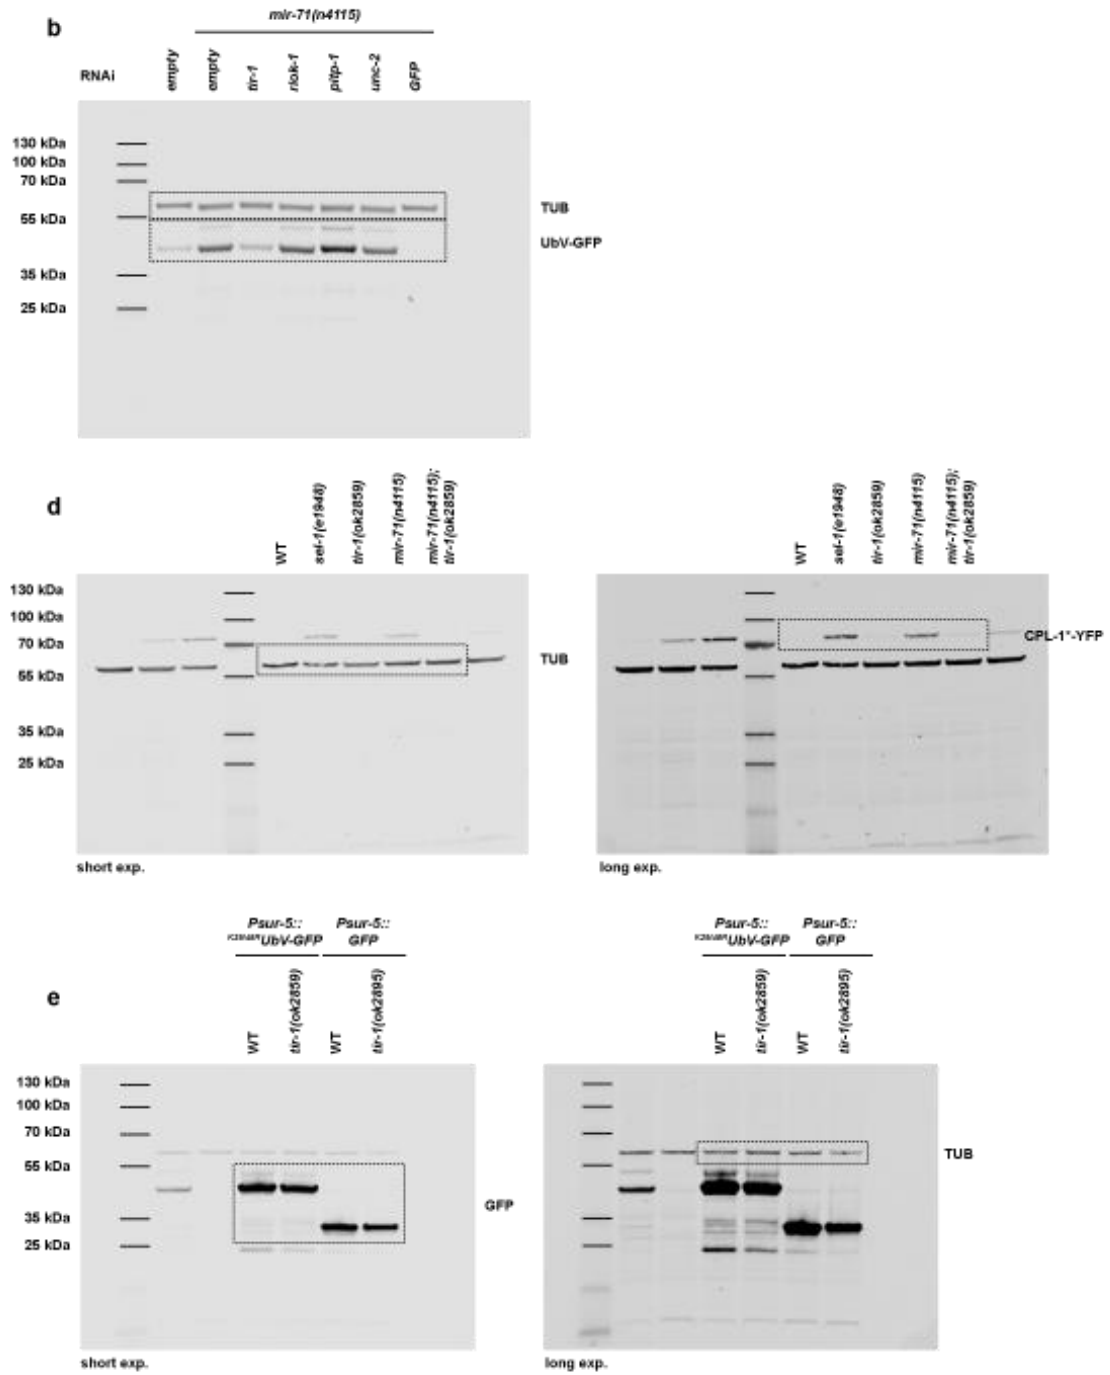 b
mir-71(n4115)
RNAi empty empty tir-1 riok-1 pitp-1 unc-2 GFP
130 kDa
100 kDa
70 kDa
55 kDa
35 kDa
25 kDa
TUB
UbV-GFP
d
WT sel-1(e1948) tir-1(ok2859) mir-71(n4115) mir-71(n4115); tir-1(ok2859)
130 kDa
100 kDa
70 kDa
55 kDa
35 kDa
25 kDa
TUB
short exp.
WT sel-1(e1948) tir-1(ok2859) mir-71(n4115) mir-71(n4115); tir-1(ok2859)
CPL-1*-YFP
long exp.
e
Psur-5::
UbV-GFP
Psur-5::
GFP
WT tir-1(ok2859) WT tir-1(ok2895)
130 kDa
100 kDa
70 kDa
55 kDa
35 kDa
25 kDa
GFP
short exp.
Psur-5::
UbV-GFP
Psur-5::
GFP
WT tir-1(ok2859) WT tir-1(ok2895)
TUB
long exp.